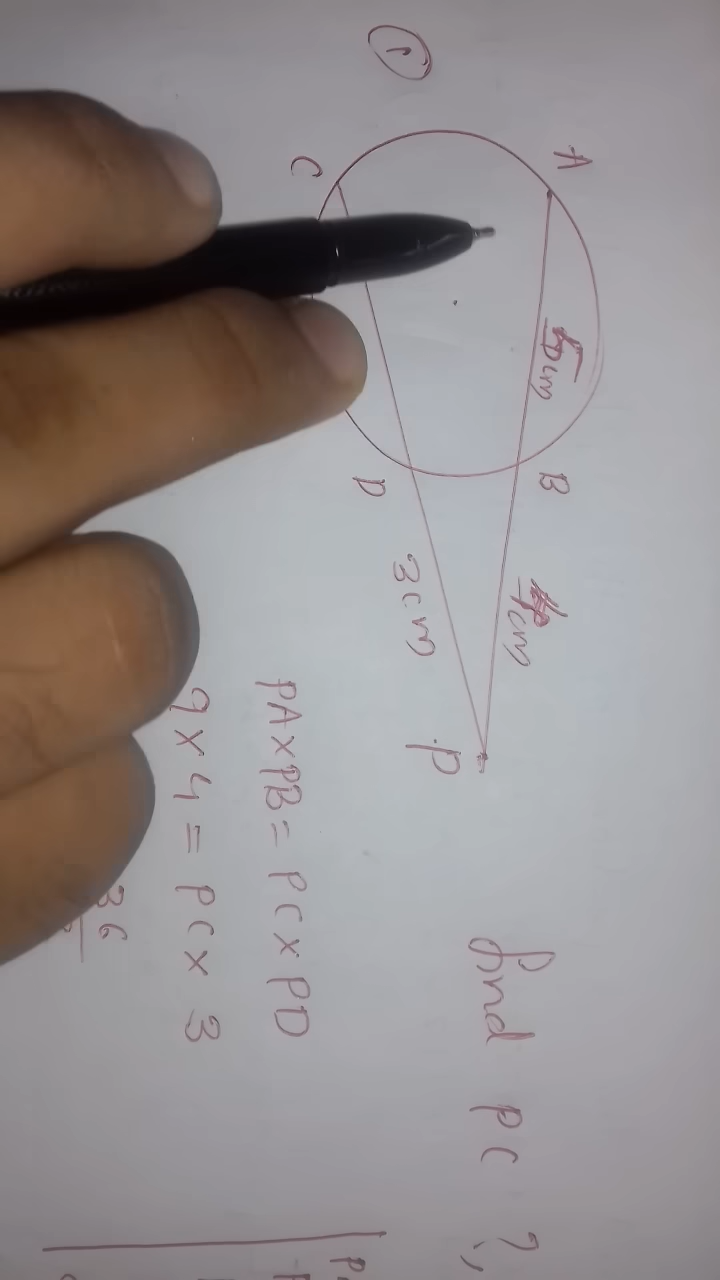 1
A
5cm
B
4cm
C
D
3cm
P
find PC ?,
PA×PB = PC×PD
9×4 = PC×3
36